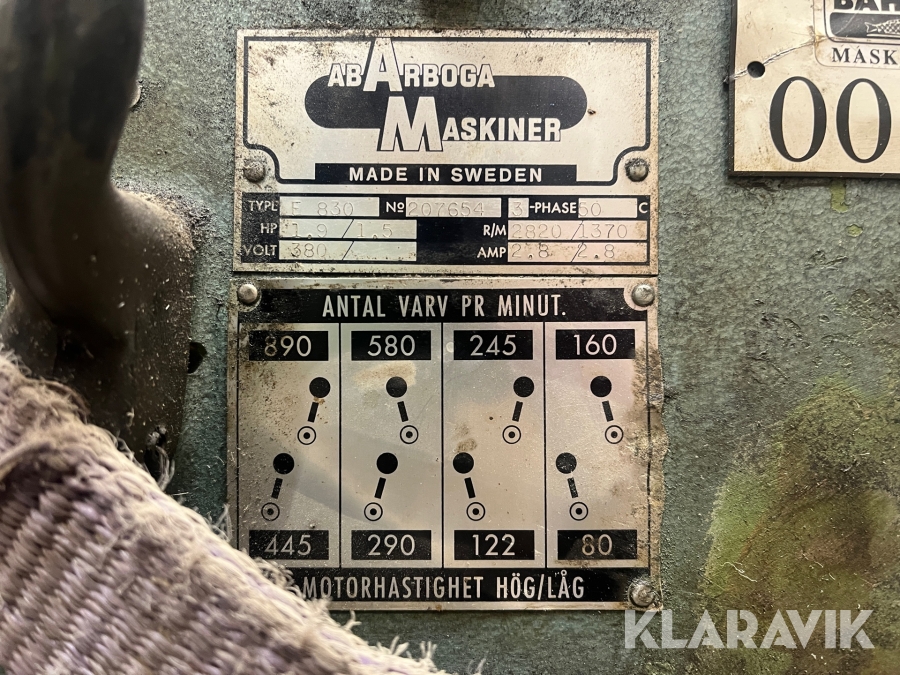 AB ARBOGA
MASKINER
MADE IN SWEDEN
TYPE E 830 Nº 207654 3-PHASE 50 C
HP 1.9 / 1.5 R/M 2820/1370
VOLT 380/ AMP 2.8 / 2.8
ANTAL VARV PR MINUT.
890 580 245 160
445 290 122 80
MOTORHASTIGHET HÖG/LÅG
BAH
MASK
00
KLARAVIK